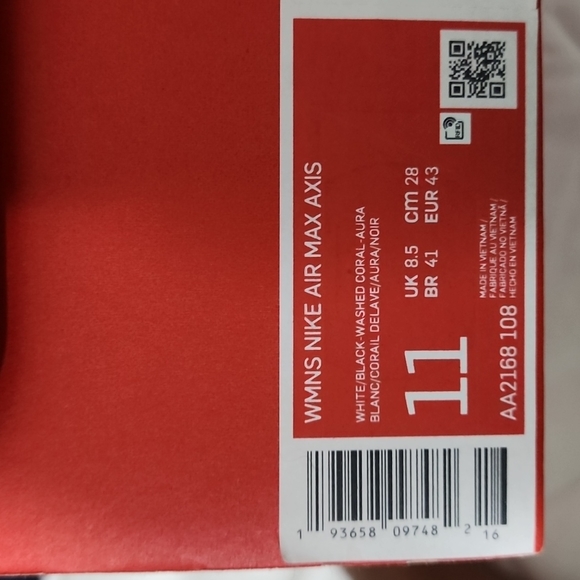 WMNS NIKE AIR MAX AXIS
WHITE/BLACK-WASHED CORAL-AURA
BLANC/CORAIL DELAVE/AURA/NOIR
11
UK 8.5 cm 28
BR 41 EUR 43
MADE IN VIETNAM /
FABRIQUE AU VIETNAM /
FABRICADO NO VIETNÃ /
HECHO EN VIETNAM
AA2168 108
1 93658 09748 2 16